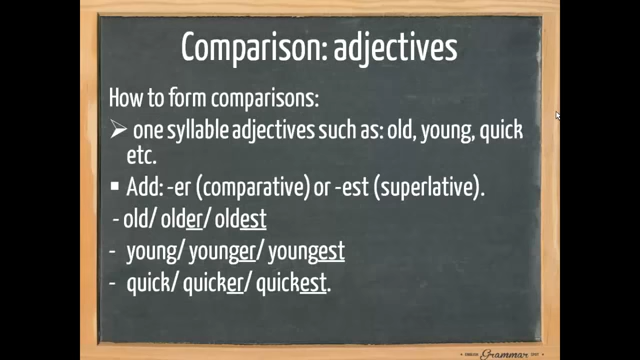 Comparison: adjectives
How to form comparisons:
➢ one syllable adjectives such as: old, young, quick
etc.
▪ Add: -er (comparative) or -est (superlative).
- old/ older/ oldest
- young/ younger/ youngest
- quick/ quicker/ quickest.
Grammar